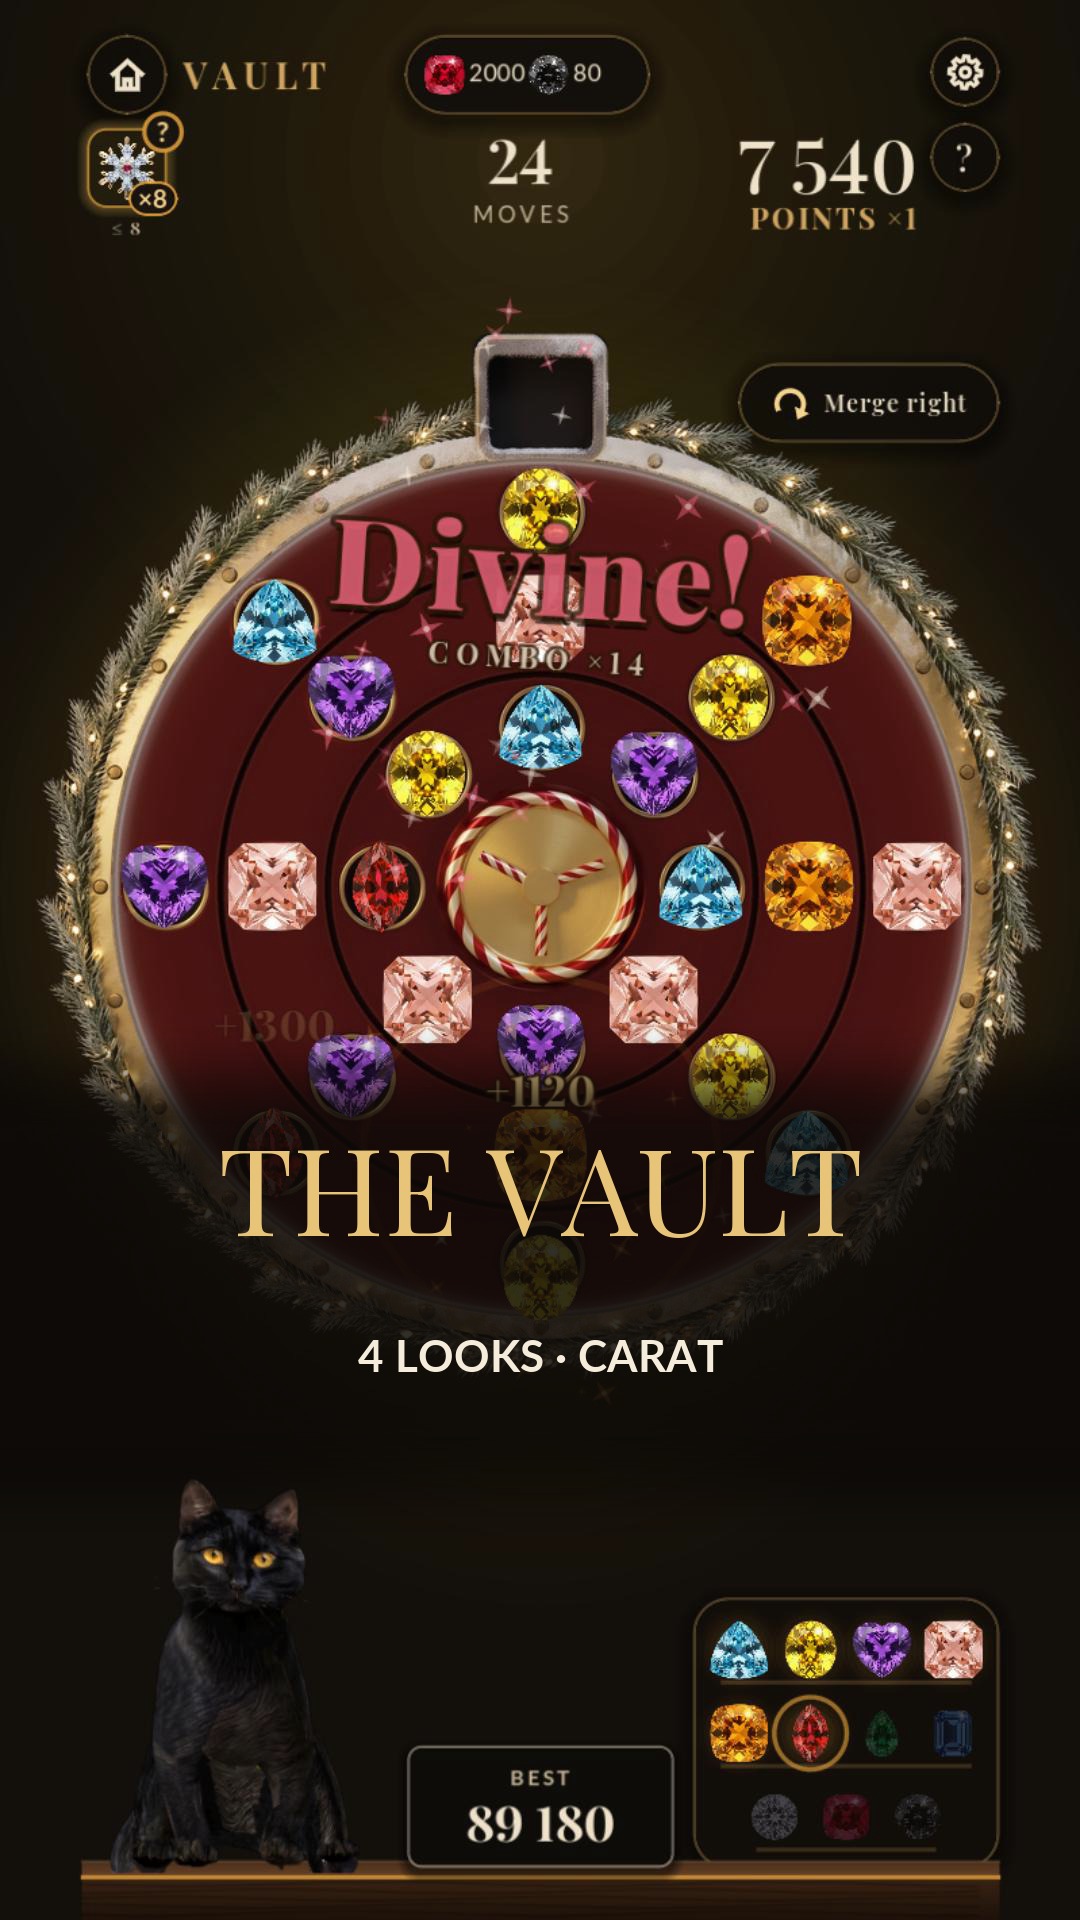 VAULT
2000 80
?
×8
≤ 8
24
MOVES
7 540
POINTS ×1
?
Merge right
Divine!
COMBO ×14
+1300
+1120
THE VAULT
4 LOOKS · CARAT
BEST
89 180